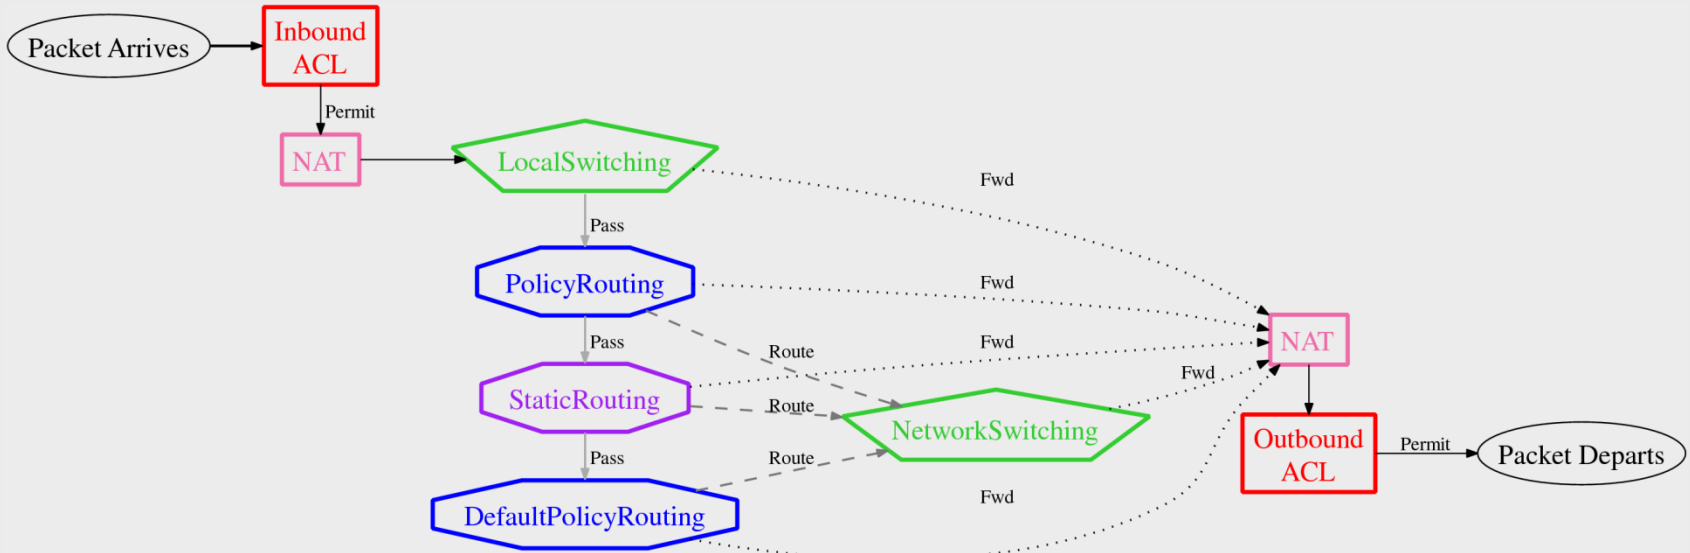 Packet Arrives
Inbound
ACL
Permit
NAT
LocalSwitching
Fwd
Pass
PolicyRouting
Fwd
Pass
Route
Fwd
NAT
StaticRouting
Route
Fwd
NetworkSwitching
Pass
Route
Outbound
ACL
Permit
Packet Departs
DefaultPolicyRouting
Fwd